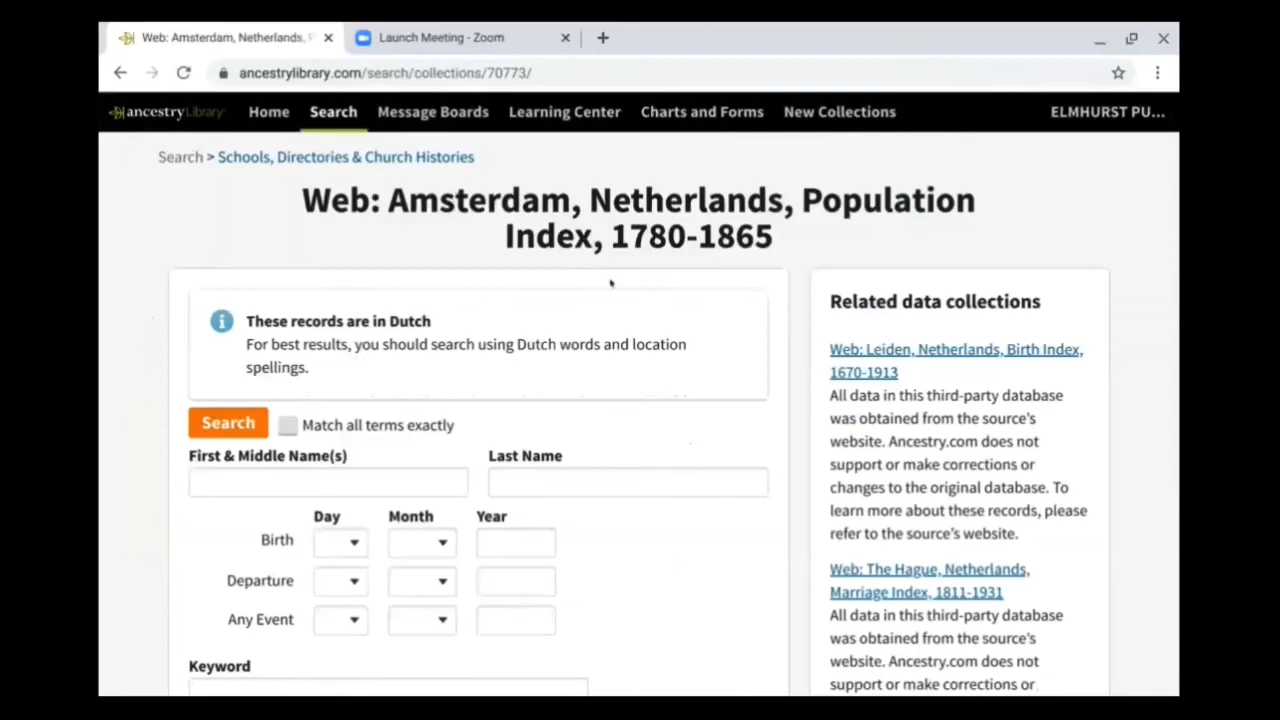 Web: Amsterdam, Netherlands, P
Launch Meeting - Zoom
ancestrylibrary.com/search/collections/70773/
ancestryLibrary
Home
Search
Message Boards
Learning Center
Charts and Forms
New Collections
ELMHURST PU...
Search > Schools, Directories & Church Histories
Web: Amsterdam, Netherlands, Population
Index, 1780-1865
These records are in Dutch
For best results, you should search using Dutch words and location
spellings.
Search
Match all terms exactly
First & Middle Name(s)
Last Name
Day
Month
Year
Birth
Departure
Any Event
Keyword
Related data collections
Web: Leiden, Netherlands, Birth Index,
1670-1913
All data in this third-party database
was obtained from the source's
website. Ancestry.com does not
support or make corrections or
changes to the original database. To
learn more about these records, please
refer to the source's website.
Web: The Hague, Netherlands,
Marriage Index, 1811-1931
All data in this third-party database
was obtained from the source's
website. Ancestry.com does not
support or make corrections or